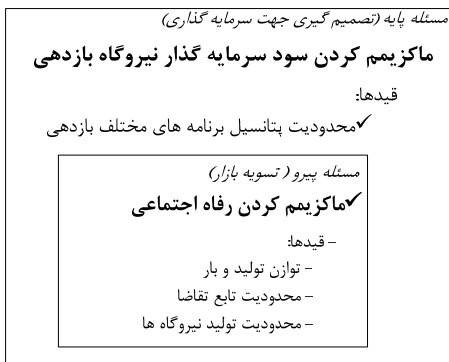 مسئله پایه (تصمیم گیری جهت سرمایه گذاری)
ماکزیمم کردن سود سرمایه گذار نیروگاه بازدهی
قیدها:
✓محدودیت پتانسیل برنامه های مختلف بازدهی
مسئله پیرو ( تسویه بازار)
✓ماکزیمم کردن رفاه اجتماعی
– قیدها:
– توازن تولید و بار
– محدودیت تابع تقاضا
– محدودیت تولید نیروگاه ها